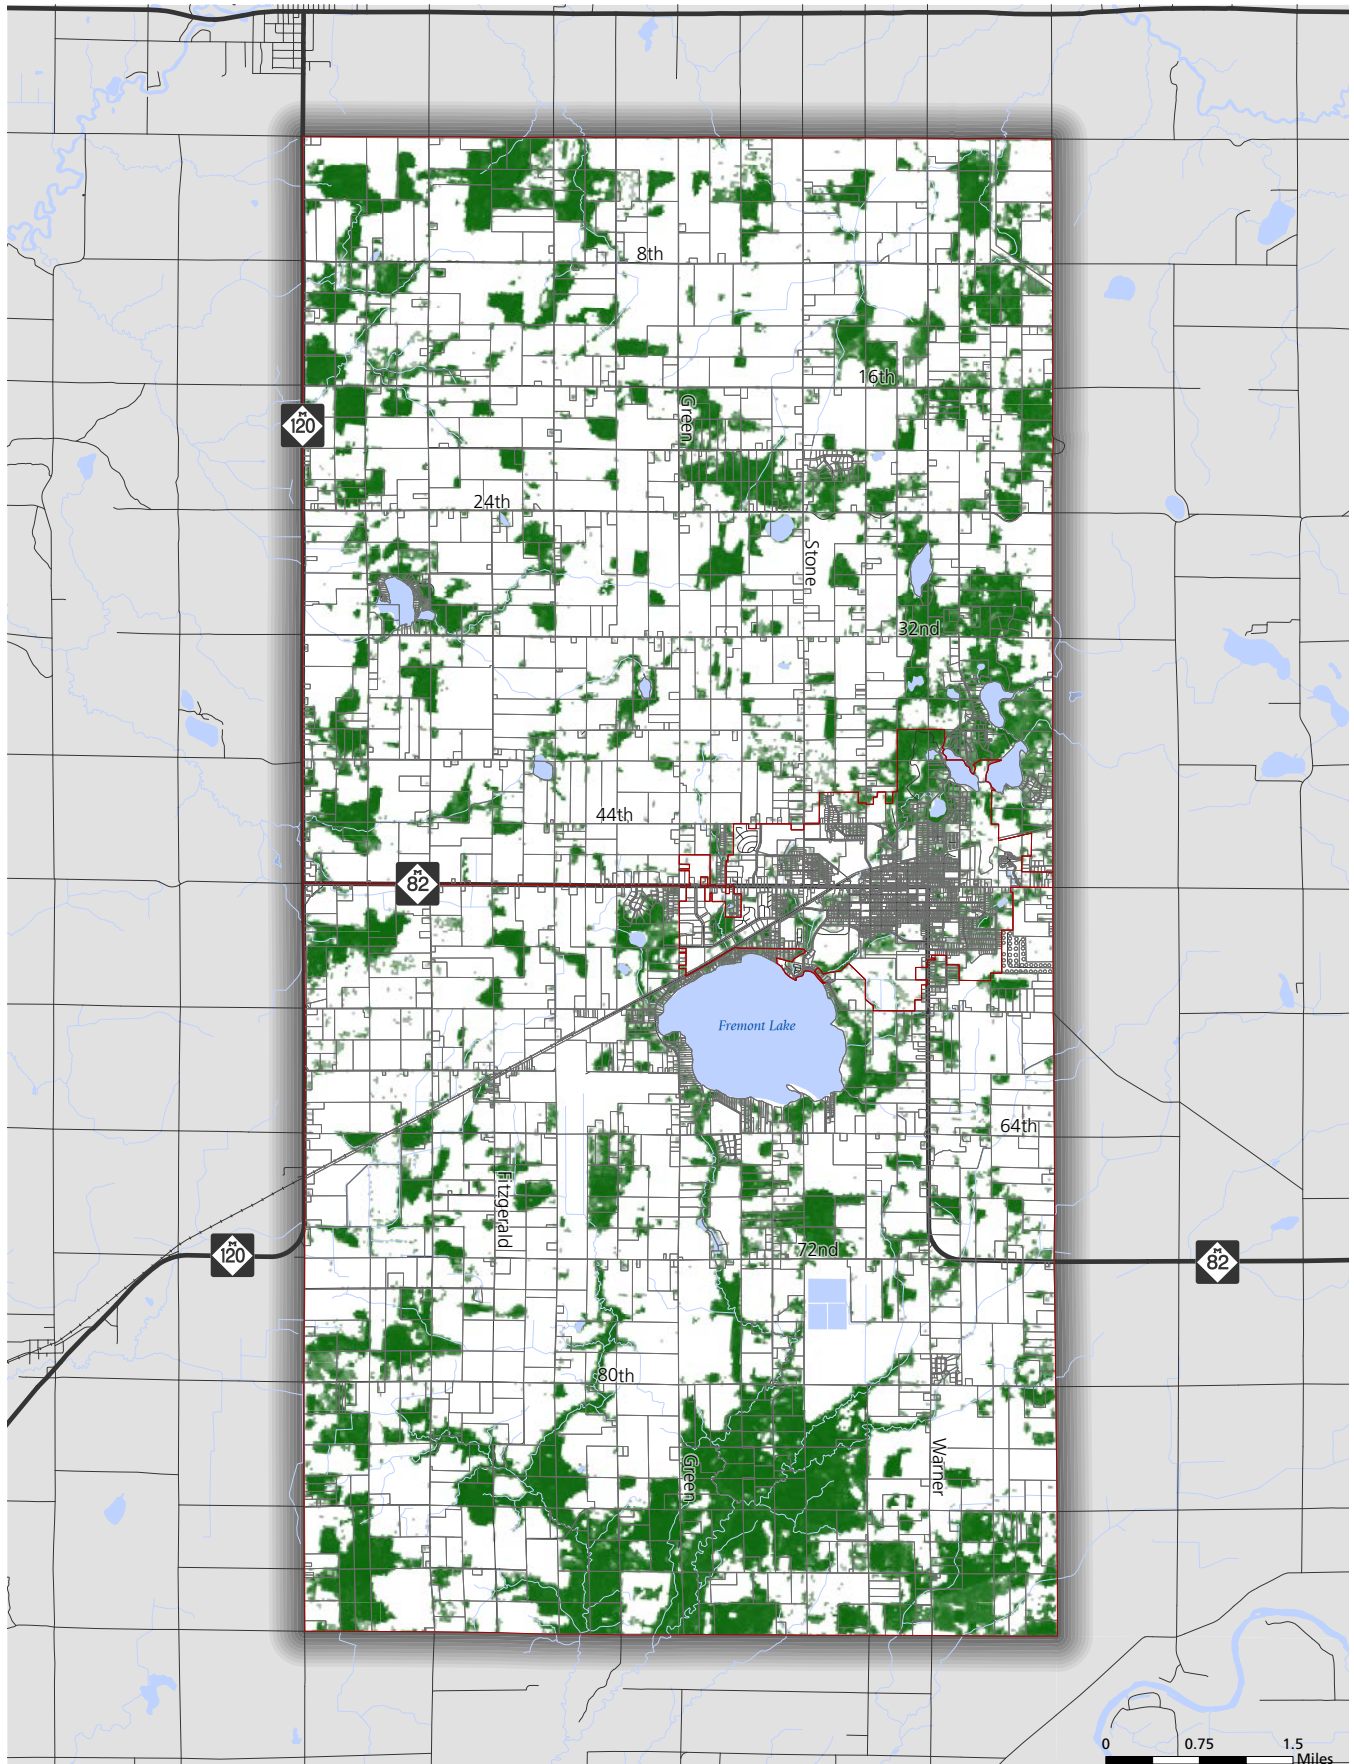 8th
16th
Green
M
120
24th
Stone
32nd
44th
M
82
Fremont Lake
64th
Fitzgerald
72nd
M
120
M
82
80th
Green
Warner
0 0.75 1.5
Miles